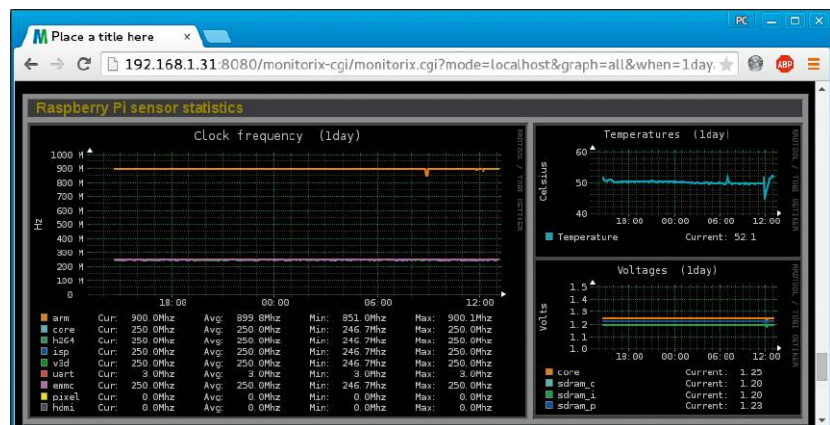 PC
Place a title here
192.168.1.31:8080/monitorix-cgi/monitorix.cgi?mode=localhost&graph=all&when=1day.
ABP
Raspberry Pi sensor statistics
Clock frequency (1day)
1000 M
900 M
800 M
700 M
600 M
500 M
400 M
300 M
200 M
100 M
0
Hz
18:00 00:00 06:00 12:00
arm Cur: 900.0Mhz Avg: 899.8Mhz Min: 851.0Mhz Max: 900.1Mhz
core Cur: 250.0Mhz Avg: 250.0Mhz Min: 246.7Mhz Max: 250.0Mhz
h264 Cur: 250.0Mhz Avg: 250.0Mhz Min: 246.7Mhz Max: 250.0Mhz
isp Cur: 250.0Mhz Avg: 250.0Mhz Min: 246.7Mhz Max: 250.0Mhz
v3d Cur: 250.0Mhz Avg: 250.0Mhz Min: 246.7Mhz Max: 250.0Mhz
uart Cur: 3.0Mhz Avg: 3.0Mhz Min: 3.0Mhz Max: 3.0Mhz
emmc Cur: 250.0Mhz Avg: 250.0Mhz Min: 246.7Mhz Max: 250.0Mhz
pixel Cur: 0.0Mhz Avg: 0.0Mhz Min: 0.0Mhz Max: 0.0Mhz
hdmi Cur: 0.0Mhz Avg: 0.0Mhz Min: 0.0Mhz Max: 0.0Mhz
RRDTOOL / TOBI OETIKER
Temperatures (1day)
60
50
40
Celsius
18:00 00:00 06:00 12:00
Temperature Current: 52.1
RRDTOOL / TOBI OETIKER
Voltages (1day)
1.5
1.4
1.3
1.2
1.1
1.0
Volts
18:00 00:00 06:00 12:00
core Current: 1.25
sdram_c Current: 1.20
sdram_i Current: 1.20
sdram_p Current: 1.23
RRDTOOL / TOBI OETIKER